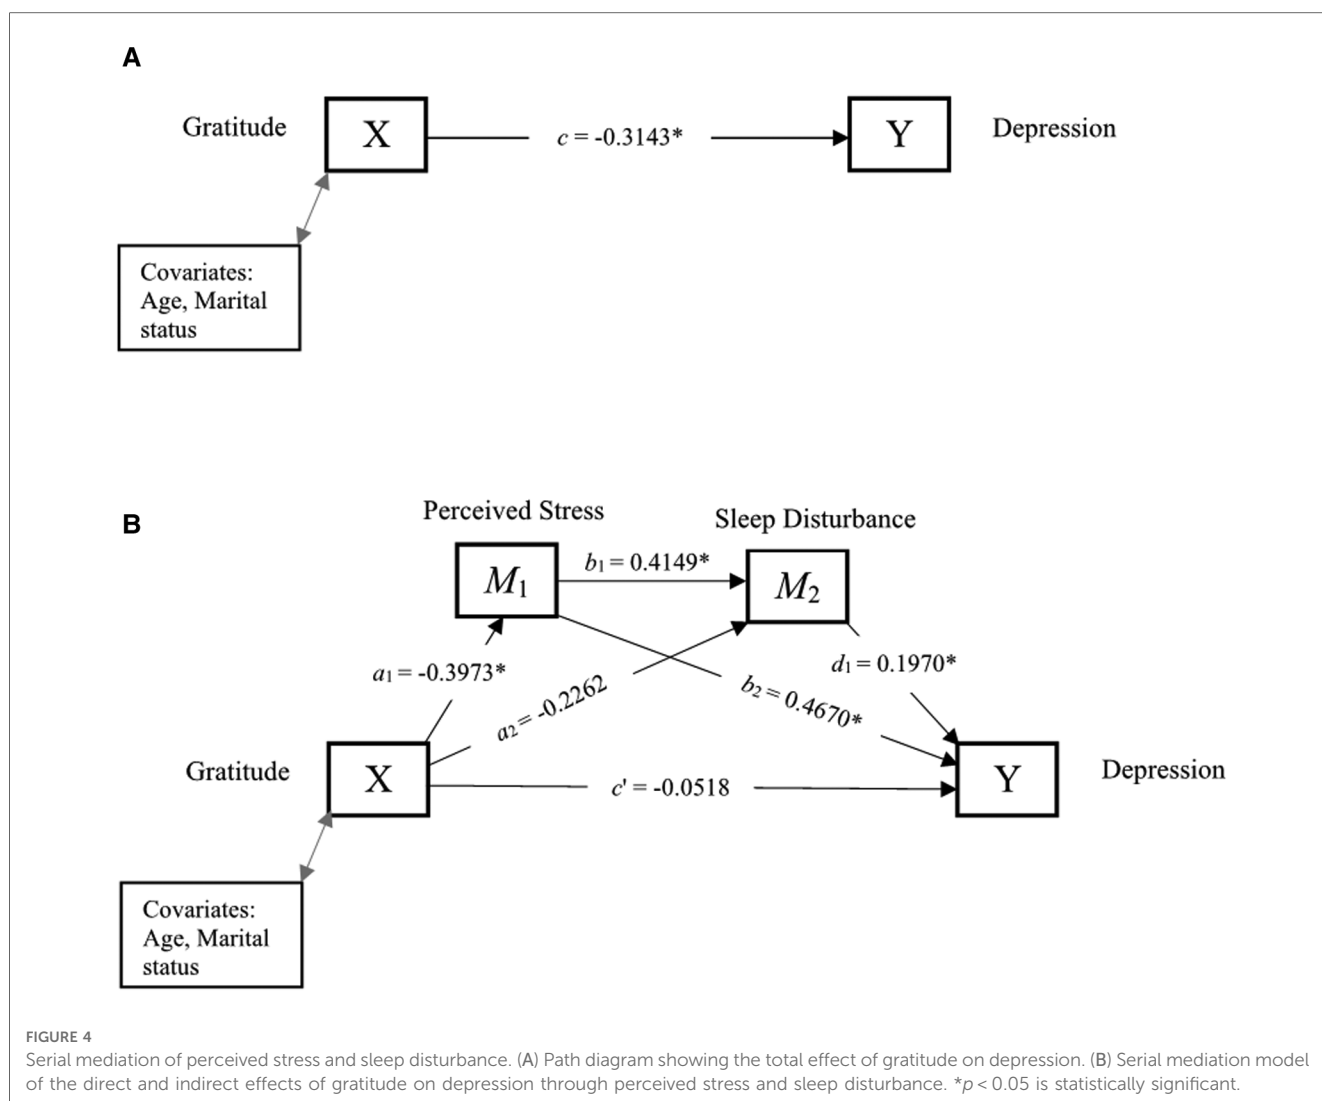 A
Gratitude X c = -0.3143* Y Depression
Covariates:
Age, Marital
status
B
Perceived Stress Sleep Disturbance
M1 b1 = 0.4149* M2
a1 = -0.3973* a2 = -0.2262 b2 = 0.4670* d1 = 0.1970*
Gratitude X c' = -0.0518 Y Depression
Covariates:
Age, Marital
status
FIGURE 4
Serial mediation of perceived stress and sleep disturbance. (A) Path diagram showing the total effect of gratitude on depression. (B) Serial mediation model
of the direct and indirect effects of gratitude on depression through perceived stress and sleep disturbance. *p < 0.05 is statistically significant.